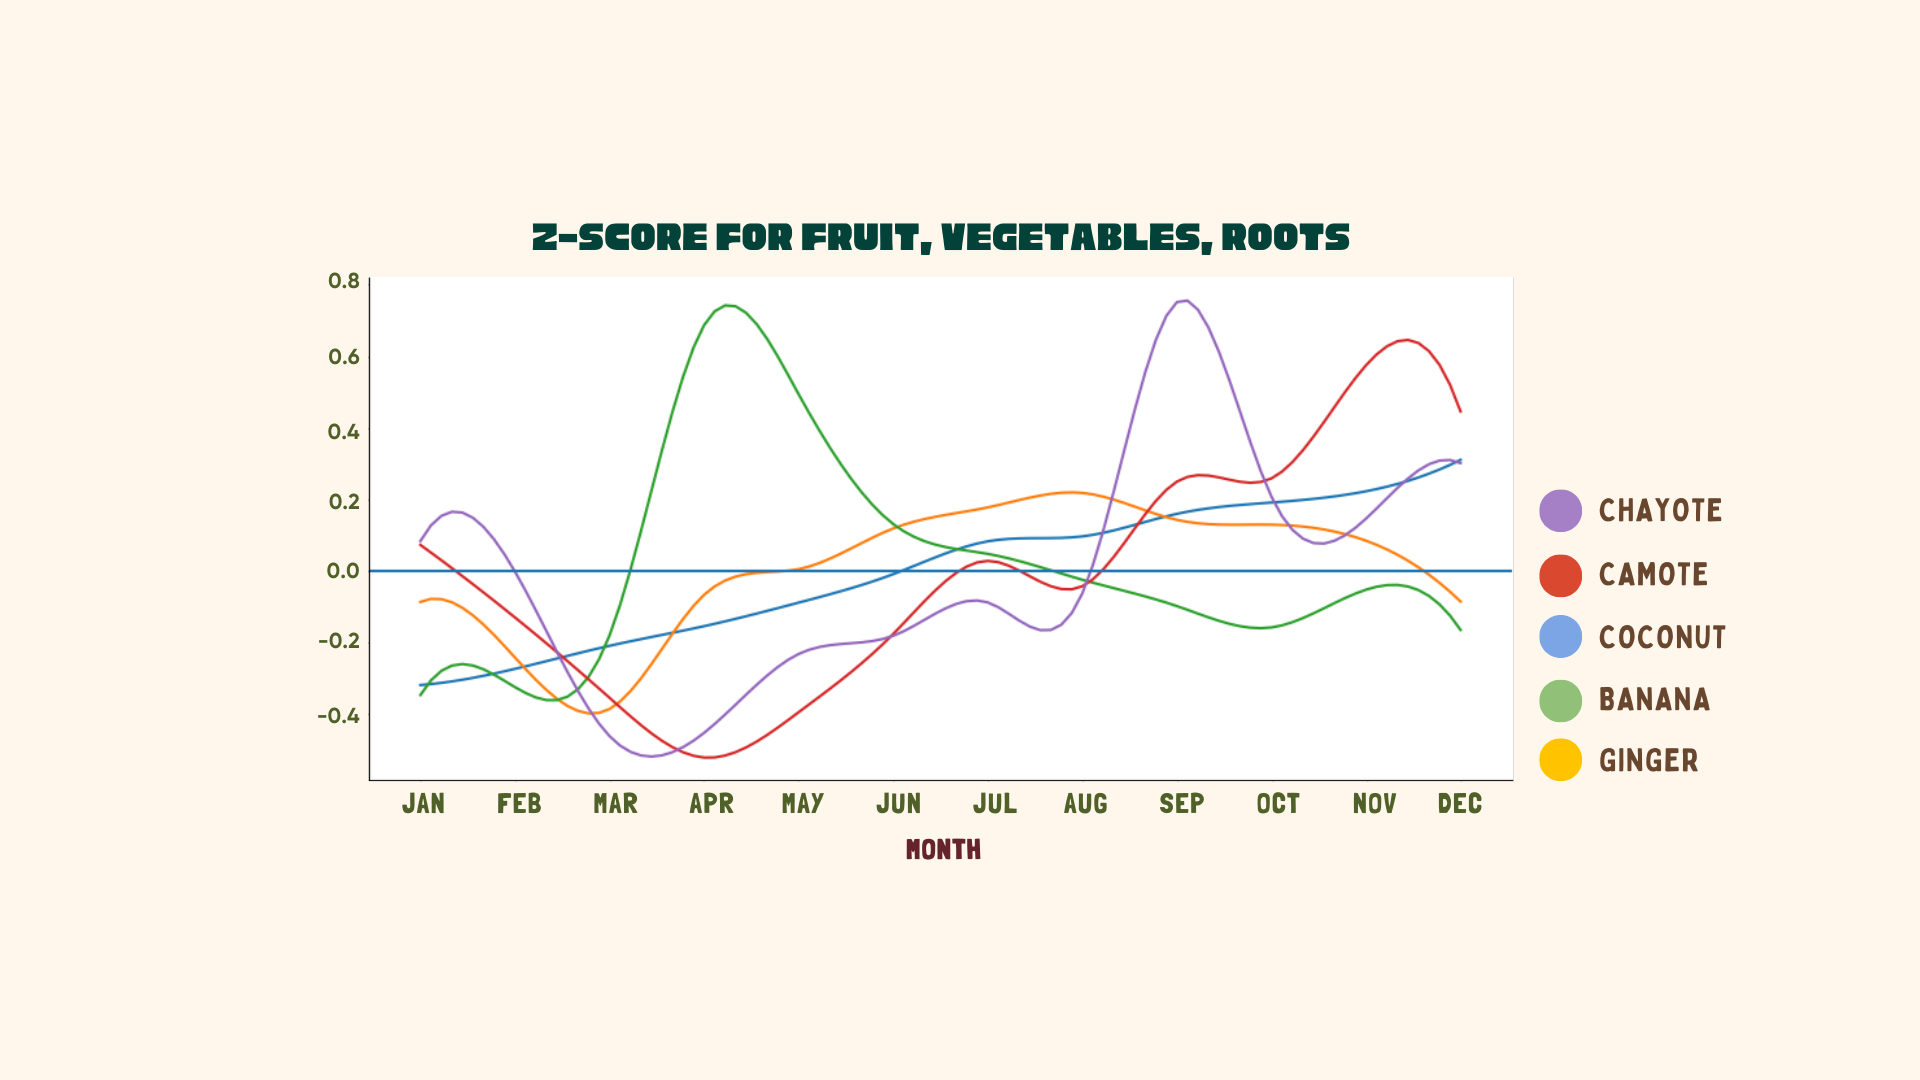 Z-SCORE FOR FRUIT, VEGETABLES, ROOTS
0.8
0.6
0.4
0.2
0.0
-0.2
-0.4
JAN FEB MAR APR MAY JUN JUL AUG SEP OCT NOV DEC
MONTH
CHAYOTE
CAMOTE
COCONUT
BANANA
GINGER